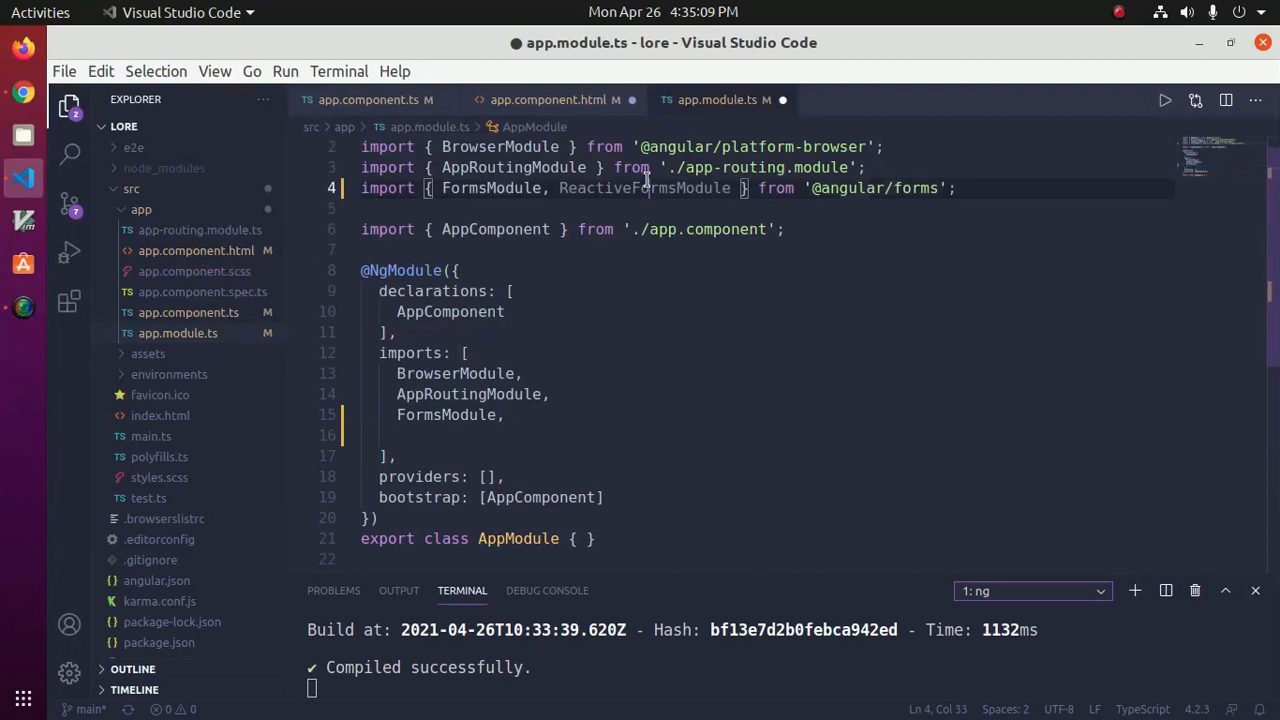 Activities
Visual Studio Code
Mon Apr 26 4:35:09 PM
app.module.ts - lore - Visual Studio Code
File Edit Selection View Go Run Terminal Help
EXPLORER
LORE
e2e
node_modules
src
app
app-routing.module.ts
app.component.html M
app.component.scss
app.component.spec.ts
app.component.ts M
app.module.ts M
assets
environments
favicon.ico
index.html
main.ts
polyfills.ts
styles.scss
test.ts
.browserslistrc
.editorconfig
.gitignore
angular.json
karma.conf.js
package-lock.json
package.json
OUTLINE
TIMELINE
2
7
TS app.component.ts M
app.component.html M
TS app.module.ts M
src > app > TS app.module.ts > AppModule
2 import { BrowserModule } from '@angular/platform-browser';
3 import { AppRoutingModule } from './app-routing.module';
4 import { FormsModule, ReactiveFormsModule } from '@angular/forms';
5
6 import { AppComponent } from './app.component';
7
8 @NgModule({
9 declarations: [
10 AppComponent
11 ],
12 imports: [
13 BrowserModule,
14 AppRoutingModule,
15 FormsModule,
16
17 ],
18 providers: [],
19 bootstrap: [AppComponent]
20 })
21 export class AppModule { }
22
PROBLEMS OUTPUT TERMINAL DEBUG CONSOLE
1: ng
Build at: 2021-04-26T10:33:39.620Z - Hash: bf13e7d2b0febca942ed - Time: 1132ms
✔ Compiled successfully.
main* 0 0 Ln 4, Col 33 Spaces: 2 UTF-8 LF TypeScript 4.2.3